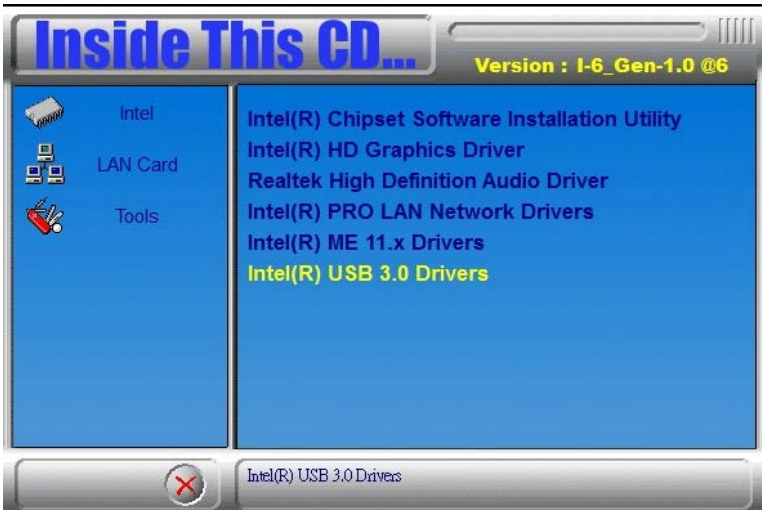 Inside This CD...
Version : I-6_Gen-1.0 @6
Intel
LAN Card
Tools
Intel(R) Chipset Software Installation Utility
Intel(R) HD Graphics Driver
Realtek High Definition Audio Driver
Intel(R) PRO LAN Network Drivers
Intel(R) ME 11.x Drivers
Intel(R) USB 3.0 Drivers
Intel(R) USB 3.0 Drivers